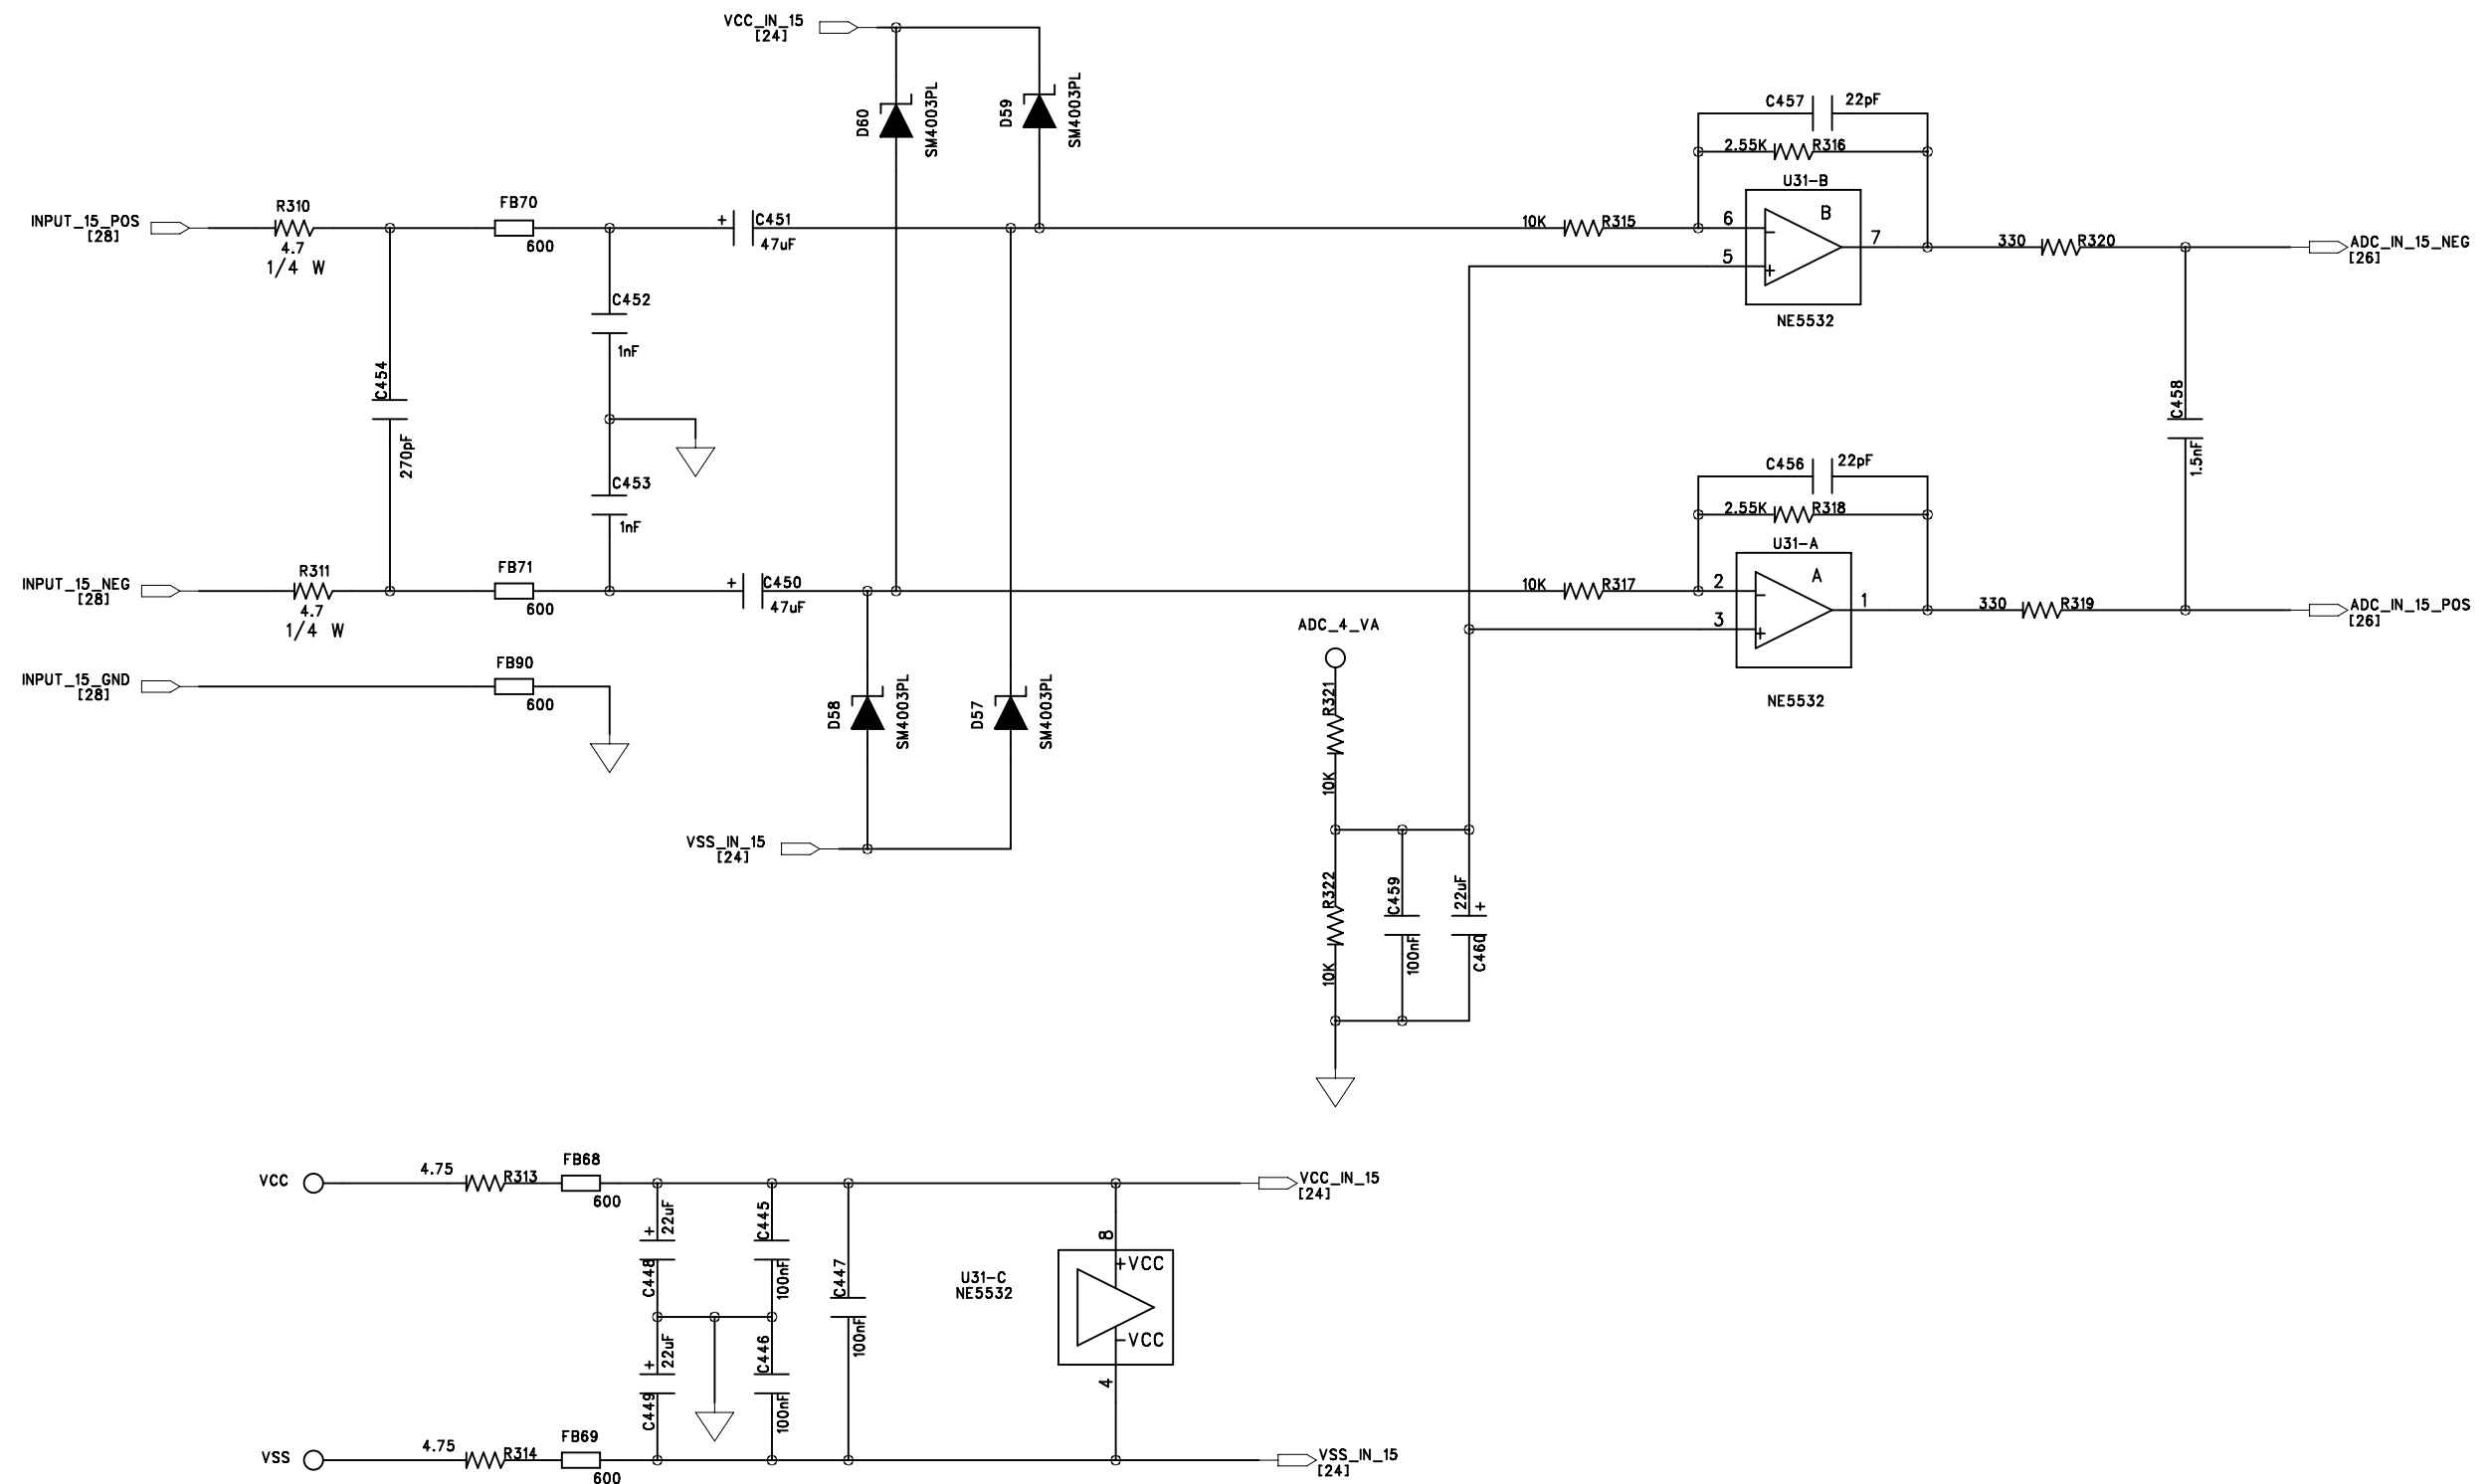 VCC_IN_15
[24]
D60
SM4003PL
D59
SM4003PL
C457
22pF
2.55K
R316
U31-B
B
INPUT_15_POS
[28]
R310
4.7
1/4 W
FB70
600
+
C451
47uF
10K
R315
6
-
5
+
7
NE5532
330
R320
ADC_IN_15_NEG
[26]
C452
1nF
C454
270pF
C453
1nF
C458
1.5nF
C456
22pF
2.55K
R318
U31-A
A
INPUT_15_NEG
[28]
R311
4.7
1/4 W
FB71
600
+
C450
47uF
10K
R317
2
-
3
+
1
NE5532
330
R319
ADC_IN_15_POS
[26]
INPUT_15_GND
[28]
FB90
600
D58
SM4003PL
D57
SM4003PL
ADC_4_VA
R321
10K
VSS_IN_15
[24]
R322
10K
C459
100nF
22uF
+
C460
VCC
4.75
R313
FB68
600
VCC_IN_15
[24]
+
22uF
C448
C445
100nF
C447
100nF
U31-C
NE5532
8
+VCC
-VCC
4
+
22uF
C449
C446
100nF
VSS
4.75
R314
FB69
600
VSS_IN_15
[24]